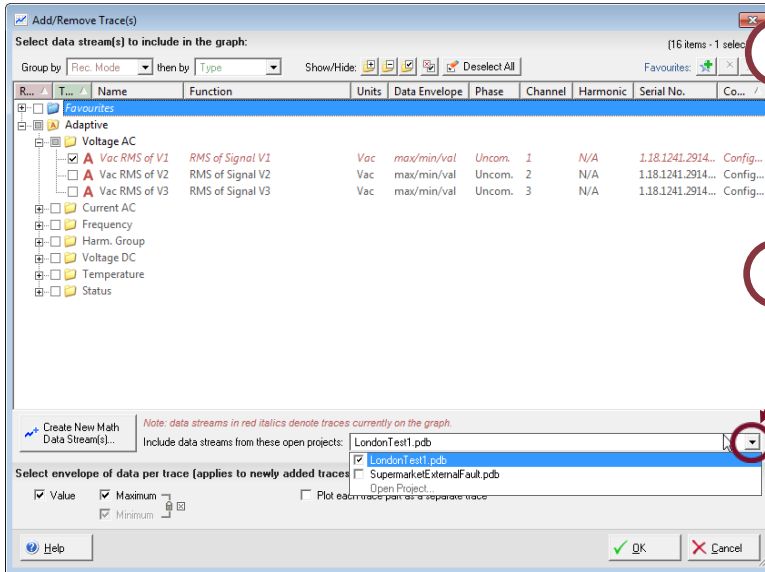 Add/Remove Trace(s)
Select data stream(s) to include in the graph: (16 items - 1 selec
Group by Rec. Mode then by Type Show/Hide: Deselect All Favourites:
R... T... Name Function Units Data Envelope Phase Channel Harmonic Serial No. Co...
Favourites
Adaptive
Voltage AC
A Vac RMS of V1 RMS of Signal V1 Vac max/min/val Uncom. 1 N/A 1.18.1241.2914... Config...
A Vac RMS of V2 RMS of Signal V2 Vac max/min/val Uncom. 2 N/A 1.18.1241.2914... Config...
A Vac RMS of V3 RMS of Signal V3 Vac max/min/val Uncom. 3 N/A 1.18.1241.2914... Config...
Current AC
Frequency
Harm. Group
Voltage DC
Temperature
Status
Create New Math
Data Stream(s)...
Note: data streams in red italics denote traces currently on the graph.
Include data streams from these open projects: LondonTest1.pdb
LondonTest1.pdb
SupermarketExternalFault.pdb
Open Project...
Select envelope of data per trace (applies to newly added traces
Value Maximum Plot each trace part as a separate trace
Minimum
Help OK Cancel